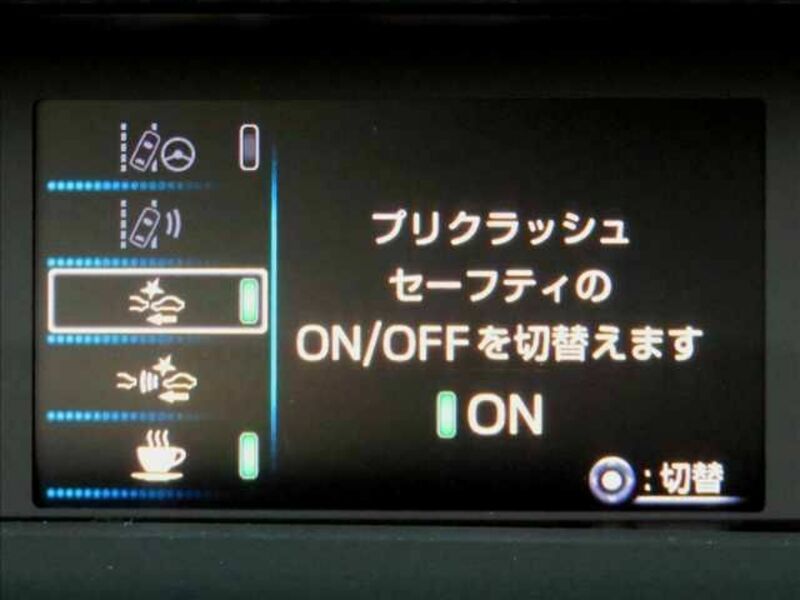 プリクラッシュ
セーフティの
ON/OFFを切替えます
ON
:切替